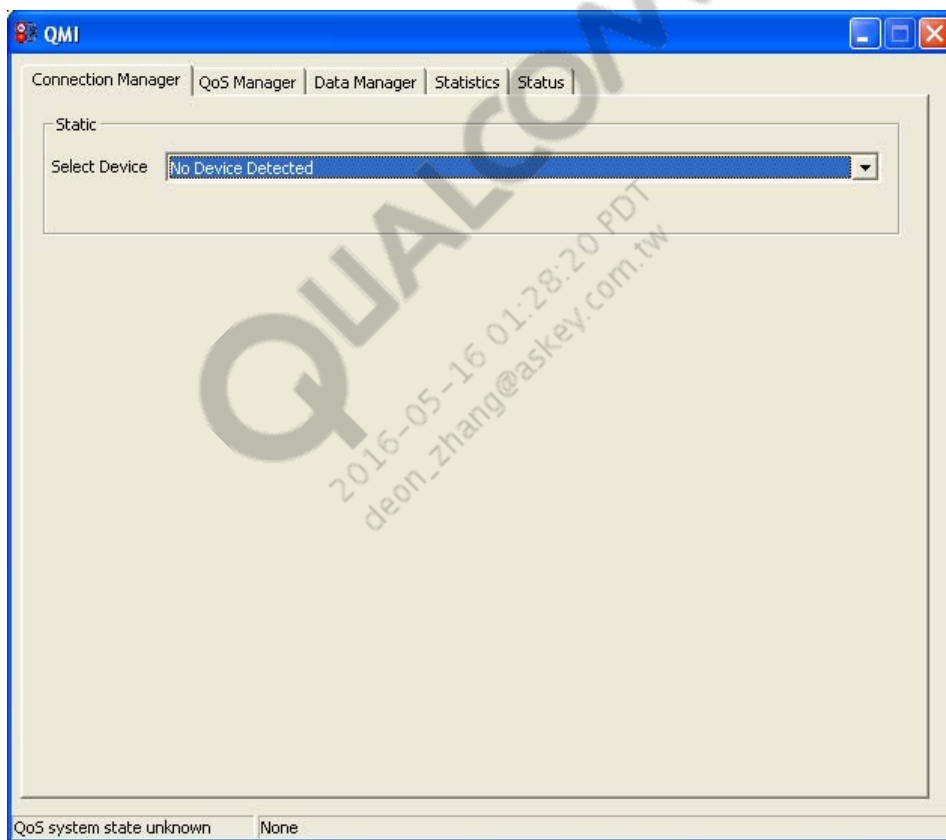 QMI
Connection Manager QoS Manager Data Manager Statistics Status
Static
Select Device No Device Detected
QUALCOMM
2016-05-16 01:28:20 PDT
deon_zhang@askey.com.tw
QoS system state unknown None